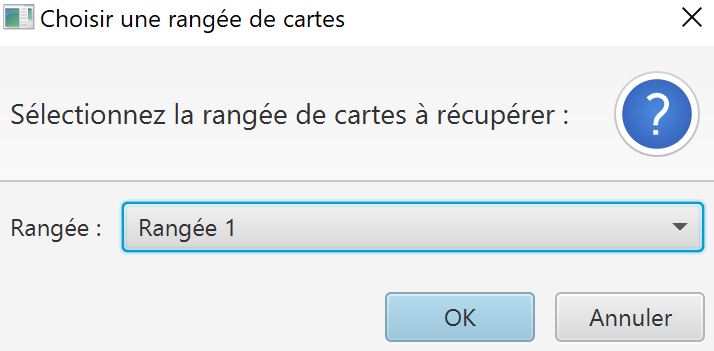 Choisir une rangée de cartes
Sélectionnez la rangée de cartes à récupérer :
?
Rangée : Rangée 1
OK Annuler